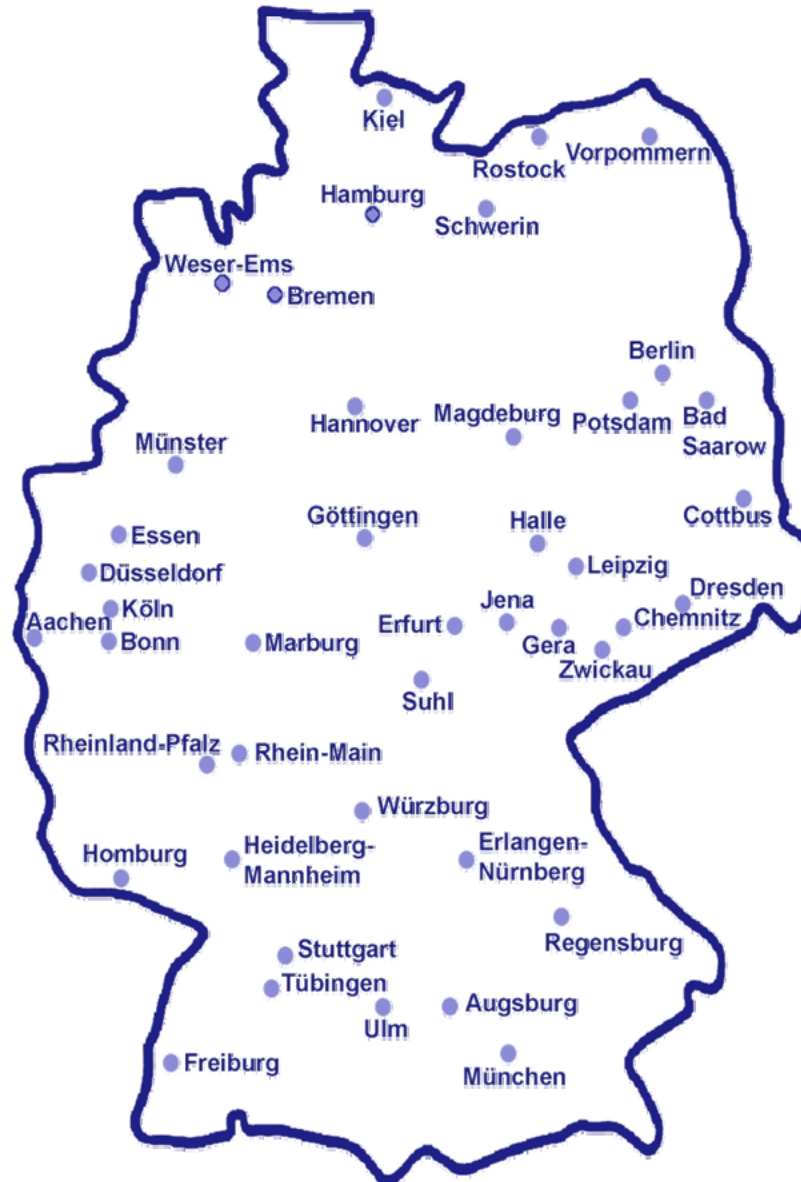 Kiel
Vorpommern
Rostock
Hamburg
Schwerin
Weser-Ems
Bremen
Berlin
Hannover
Magdeburg
Potsdam
Bad
Saarow
Münster
Göttingen
Halle
Cottbus
Essen
Leipzig
Düsseldorf
Dresden
Jena
Köln
Chemnitz
Aachen
Erfurt
Bonn
Marburg
Gera
Zwickau
Suhl
Rheinland-Pfalz
Rhein-Main
Würzburg
Homburg
Heidelberg-
Mannheim
Erlangen-
Nürnberg
Regensburg
Stuttgart
Tübingen
Augsburg
Ulm
Freiburg
München